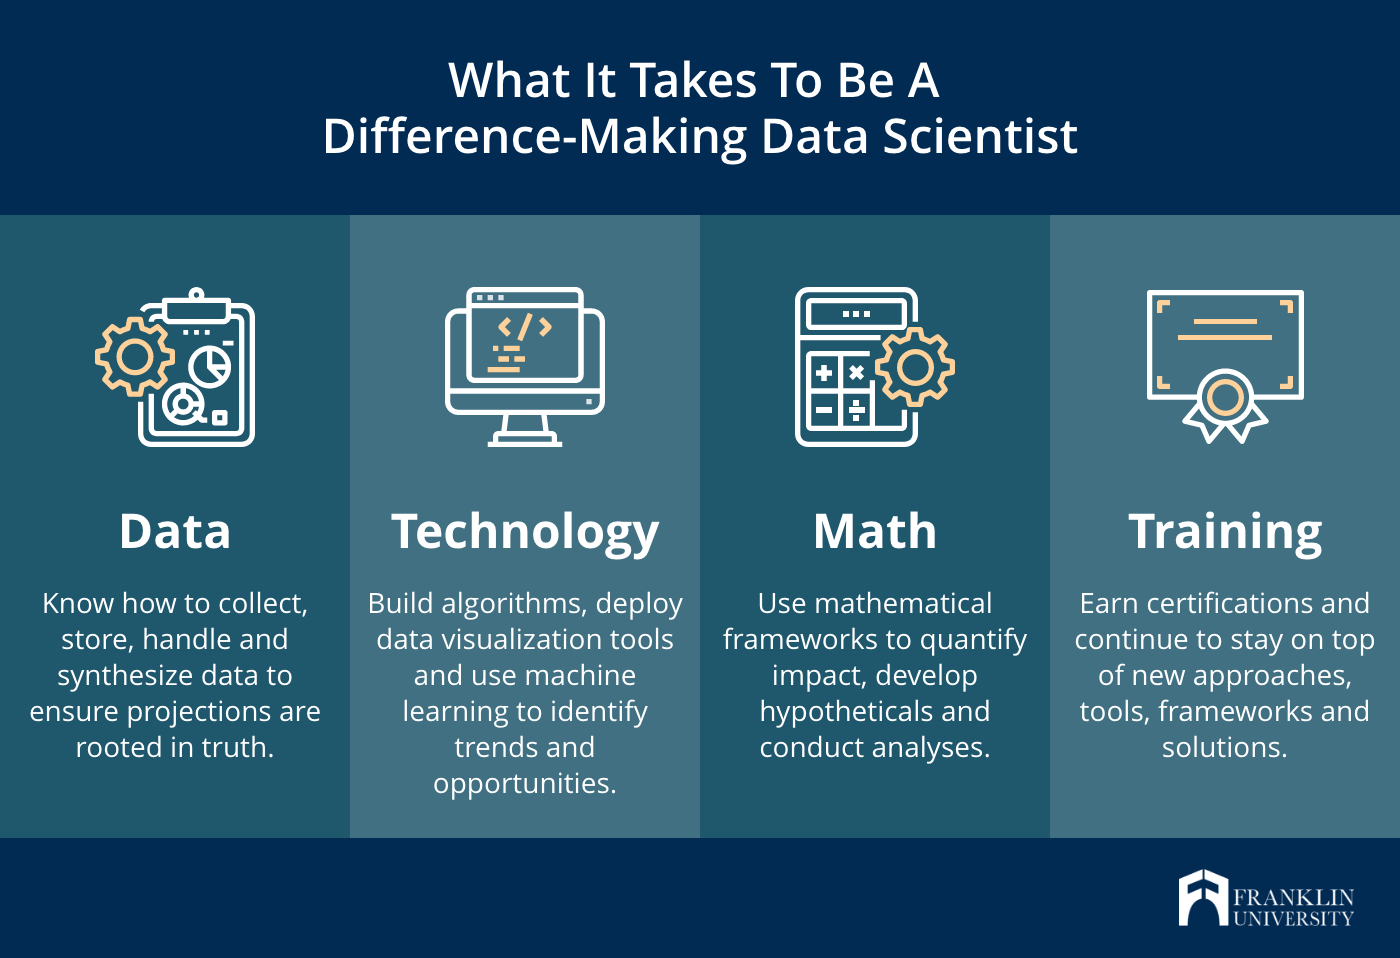 What It Takes To Be A
Difference-Making Data Scientist
Data
Know how to collect,
store, handle and
synthesize data to
ensure projections are
rooted in truth.
Technology
Build algorithms, deploy
data visualization tools
and use machine
learning to identify
trends and
opportunities.
Math
Use mathematical
frameworks to quantify
impact, develop
hypotheticals and
conduct analyses.
Training
Earn certifications and
continue to stay on top
of new approaches,
tools, frameworks and
solutions.
FRANKLIN
UNIVERSITY